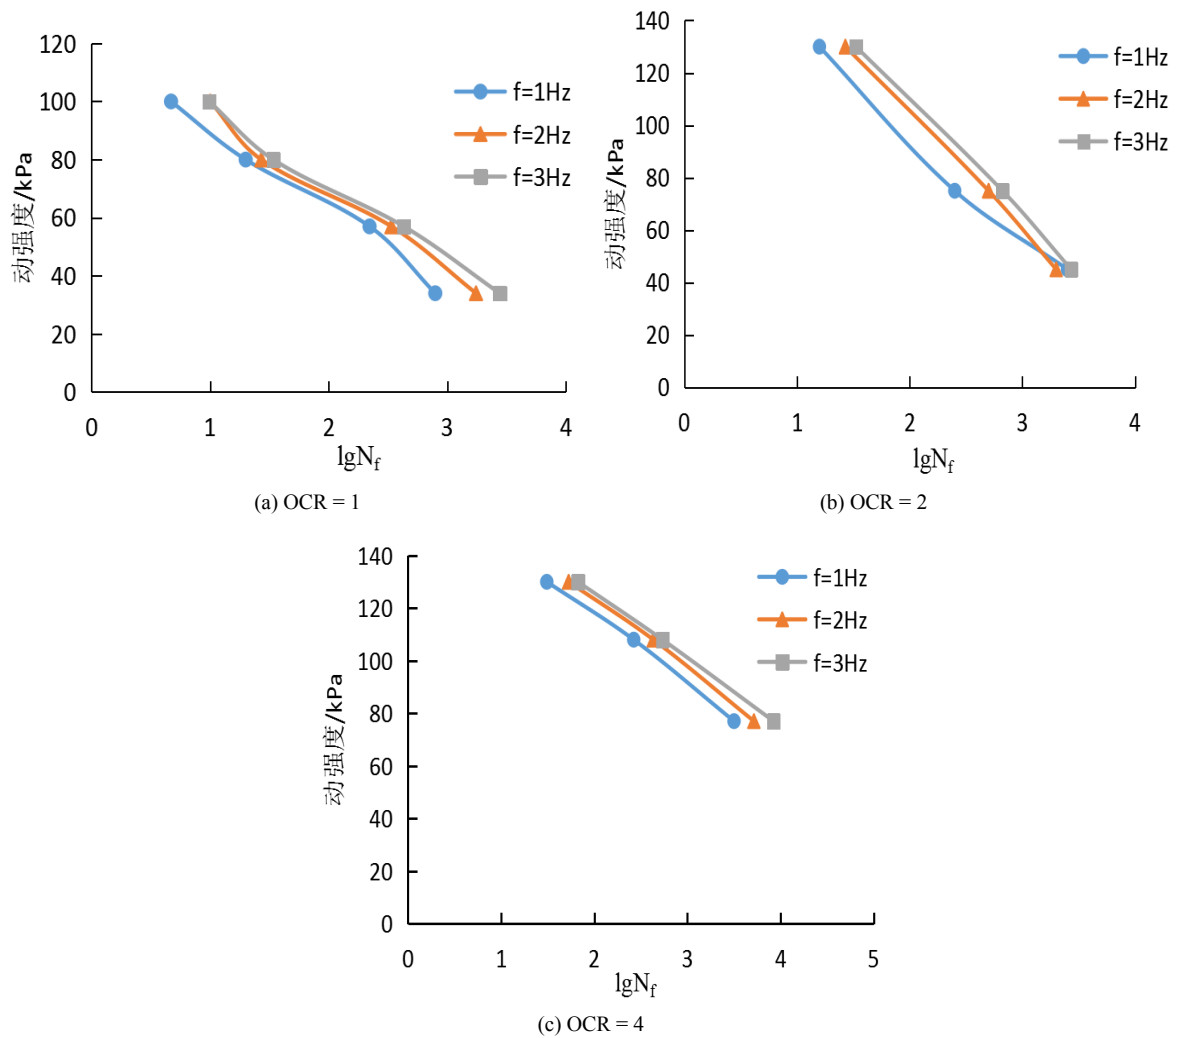 120
100
80
60
40
20
0
动强度/kPa
0 1 2 3 4
lgNf
f=1Hz
f=2Hz
f=3Hz
(a) OCR = 1
140
120
100
80
60
40
20
0
动强度/kPa
0 1 2 3 4
lgNf
f=1Hz
f=2Hz
f=3Hz
(b) OCR = 2
140
120
100
80
60
40
20
0
动强度/kPa
0 1 2 3 4 5
lgNf
f=1Hz
f=2Hz
f=3Hz
(c) OCR = 4